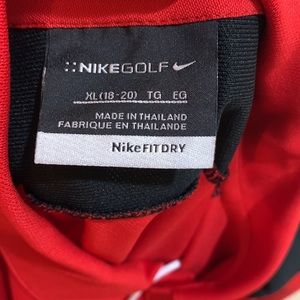 NIKEGOLF
XL(18-20) TG EG
MADE IN THAILAND
FABRIQUE EN THAILANDE
NikeFITDRY